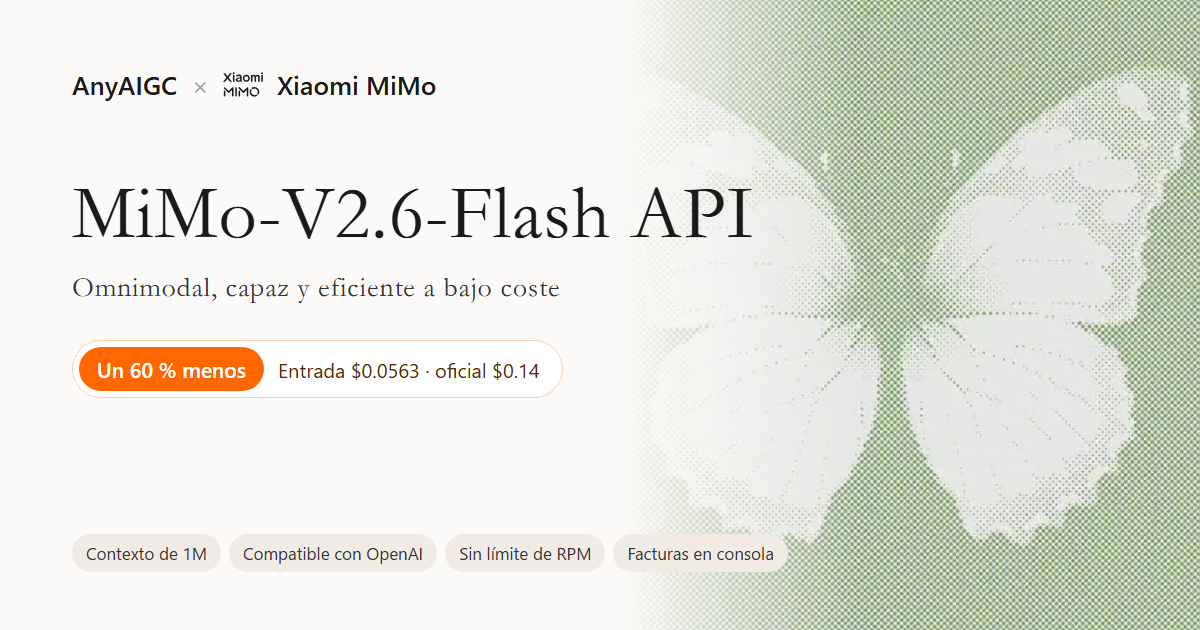 AnyAIGC × Xiaomi MIMO Xiaomi MiMo
MiMo-V2.6-Flash API
Omnimodal, capaz y eficiente a bajo coste
Un 60 % menos Entrada $0.0563 · oficial $0.14
Contexto de 1M Compatible con OpenAI Sin límite de RPM Facturas en consola